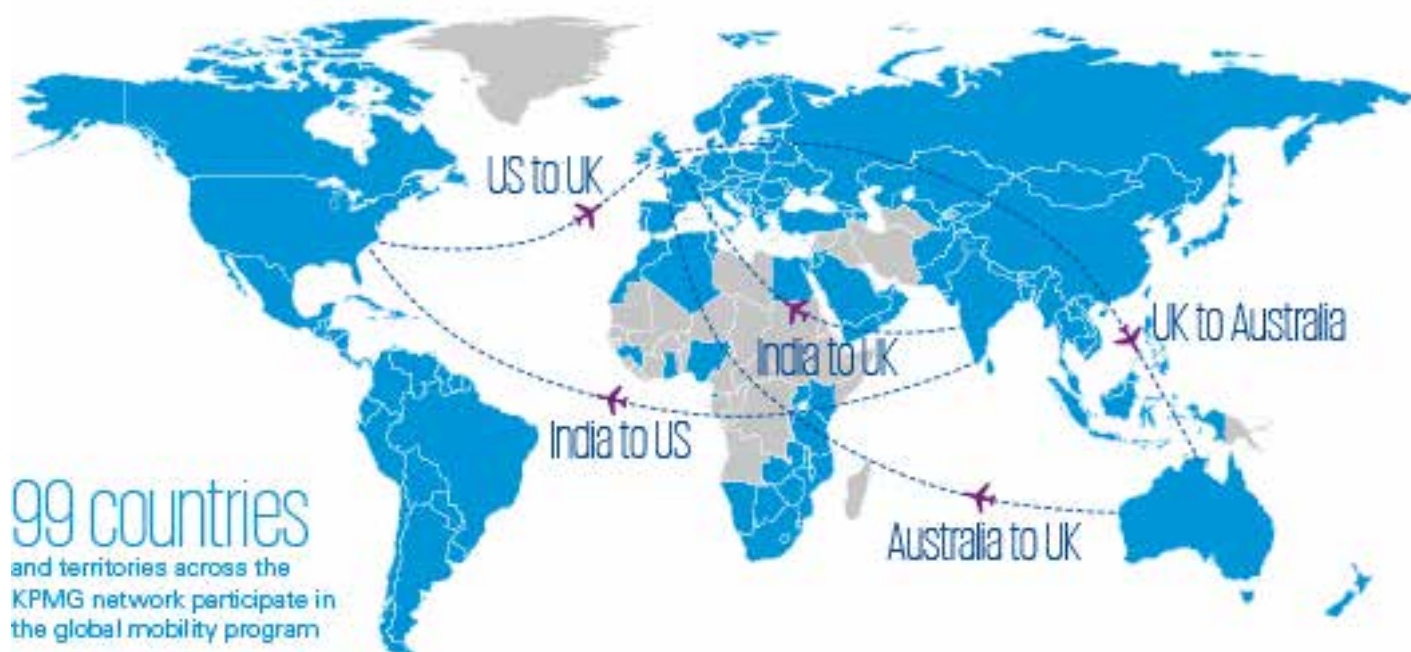 US to UK
UK to Australia
India to UK
India to US
Australia to UK
99 countries
and territories across the
KPMG network participate in
the global mobility program